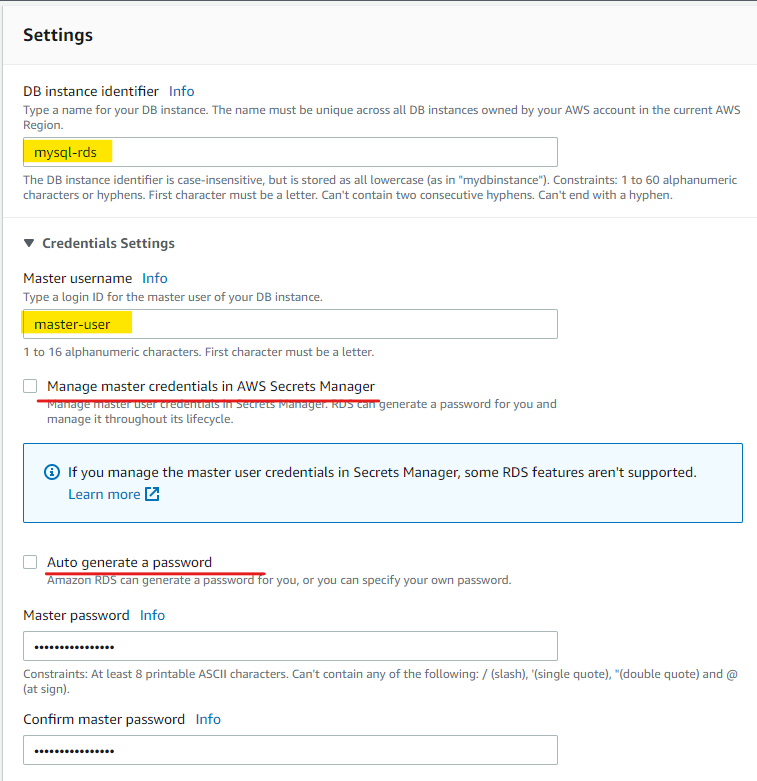 Settings
DB instance identifier Info
Type a name for your DB instance. The name must be unique across all DB instances owned by your AWS account in the current AWS
Region.
mysql-rds
The DB instance identifier is case-insensitive, but is stored as all lowercase (as in "mydbinstance"). Constraints: 1 to 60 alphanumeric
characters or hyphens. First character must be a letter. Can't contain two consecutive hyphens. Can't end with a hyphen.
Credentials Settings
Master username Info
Type a login ID for the master user of your DB instance.
master-user
1 to 16 alphanumeric characters. First character must be a letter.
Manage master credentials in AWS Secrets Manager
Manage master user credentials in Secrets Manager. RDS can generate a password for you and
manage it throughout its lifecycle.
If you manage the master user credentials in Secrets Manager, some RDS features aren't supported.
Learn more
Auto generate a password
Amazon RDS can generate a password for you, or you can specify your own password.
Master password Info
••••••••••••••••
Constraints: At least 8 printable ASCII characters. Can't contain any of the following: / (slash), '(single quote), "(double quote) and @
(at sign).
Confirm master password Info
••••••••••••••••